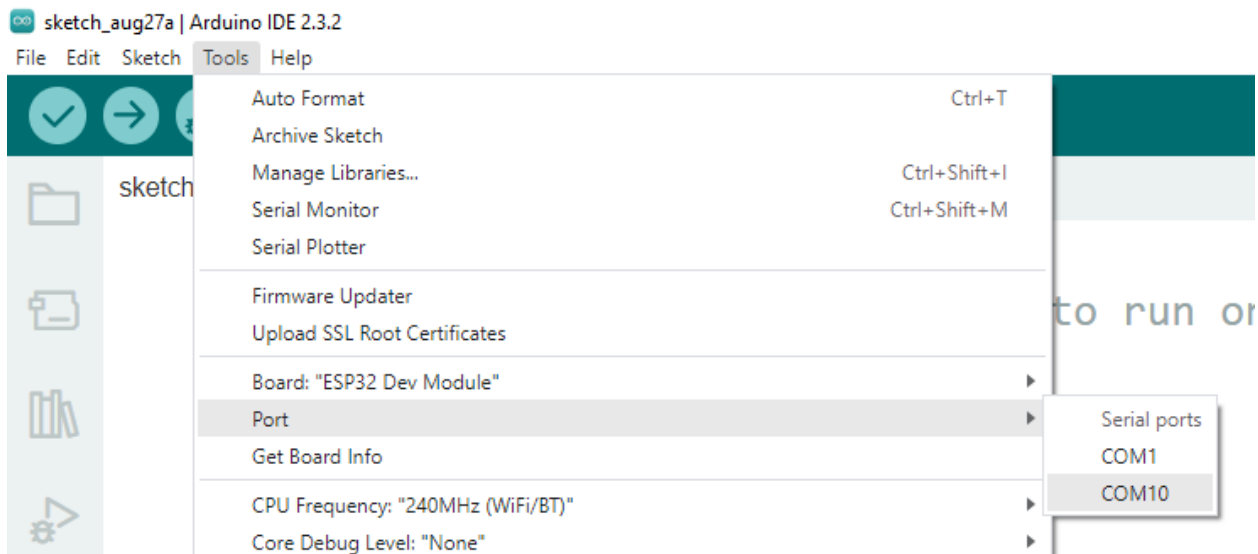 sketch_aug27a | Arduino IDE 2.3.2
File Edit Sketch Tools Help
Auto Format Ctrl+T
Archive Sketch
sketch
Manage Libraries... Ctrl+Shift+I
Serial Monitor Ctrl+Shift+M
Serial Plotter
Firmware Updater
to run
Upload SSL Root Certificates
Board: "ESP32 Dev Module"
Port
Serial ports
Get Board Info
COM1
COM10
CPU Frequency: "240MHz (WiFi/BT)"
Core Debug Level: "None"